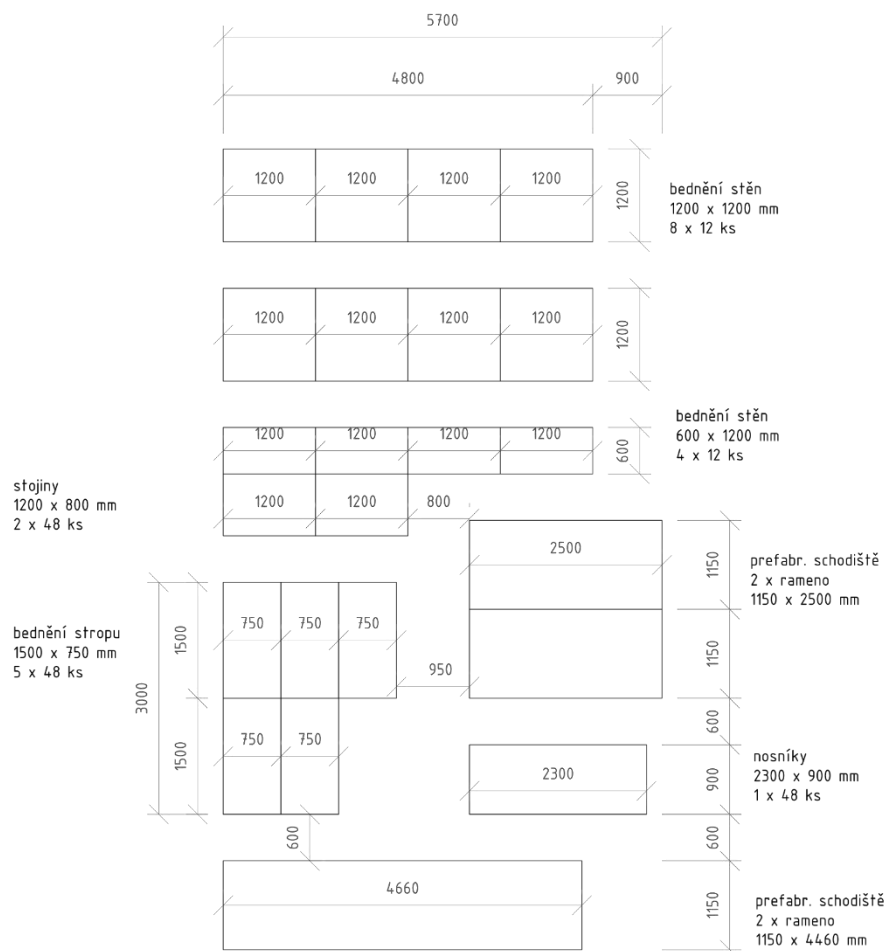 5700
4800 900
1200 1200 1200 1200
1200
bednění stěn
1200 x 1200 mm
8 x 12 ks
1200 1200 1200 1200
1200
1200 1200 1200 1200
600
bednění stěn
600 x 1200 mm
4 x 12 ks
stojiny
1200 x 800 mm
2 x 48 ks
1200 1200 800
2500
1150
1150
prefabr. schodiště
2 x rameno
1150 x 2500 mm
bednění stropu
1500 x 750 mm
5 x 48 ks
3000
1500
1500
750 750 750
950
750 750
600
600
2300
900
nosníky
2300 x 900 mm
1 x 48 ks
600
4660
1150
prefabr. schodiště
2 x rameno
1150 x 4460 mm